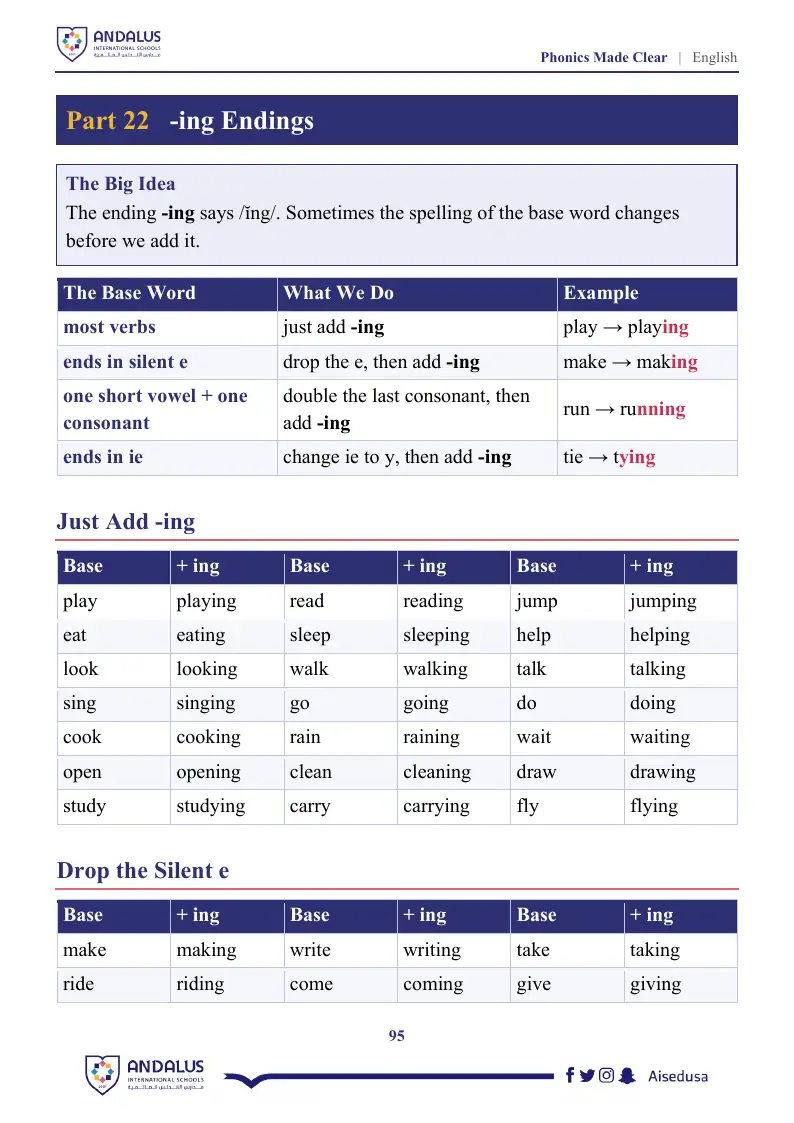 ANDALUS
INTERNATIONAL SCHOOLS
Phonics Made Clear | English
Part 22 -ing Endings
The Big Idea
The ending -ing says /ĭng/. Sometimes the spelling of the base word changes
before we add it.
The Base Word What We Do Example
most verbs just add -ing play → playing
ends in silent e drop the e, then add -ing make → making
one short vowel + one
consonant
double the last consonant, then
add -ing
run → running
ends in ie change ie to y, then add -ing tie → tying
Just Add -ing
Base + ing Base + ing Base + ing
play playing read reading jump jumping
eat eating sleep sleeping help helping
look looking walk walking talk talking
sing singing go going do doing
cook cooking rain raining wait waiting
open opening clean cleaning draw drawing
study studying carry carrying fly flying
Drop the Silent e
Base + ing Base + ing Base + ing
make making write writing take taking
ride riding come coming give giving
95
ANDALUS
INTERNATIONAL SCHOOLS
Aisedusa